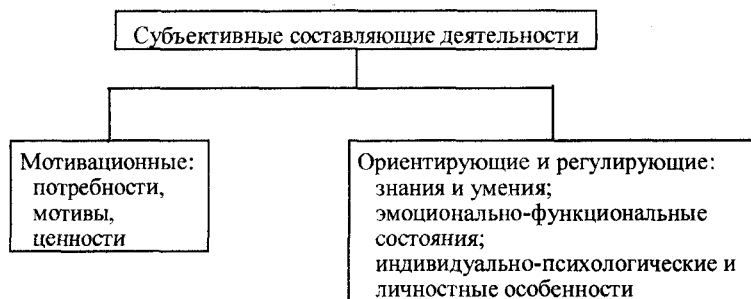 Субъективные составляющие деятельности
Мотивационные:
потребности,
мотивы,
ценности
Ориентирующие и регулирующие:
знания и умения;
эмоционально-функциональные
состояния;
индивидуально-психологические и
личностные особенности